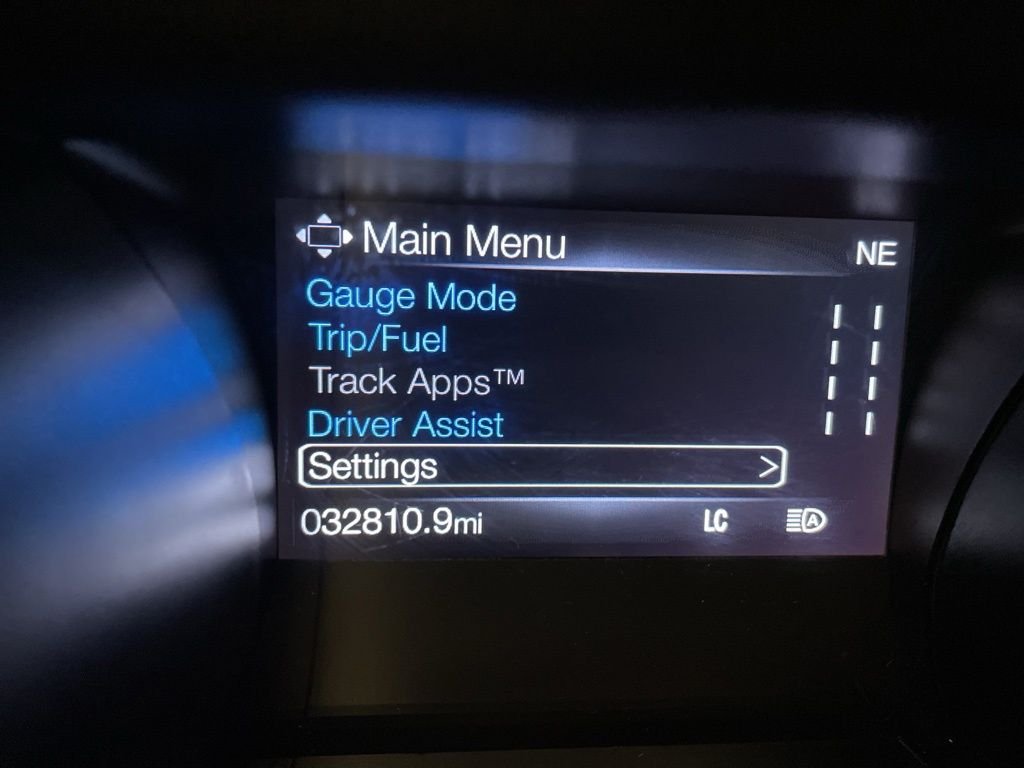 Main Menu
NE
Gauge Mode
Trip/Fuel
Track Apps™
Driver Assist
Settings >
032810.9mi
LC
A